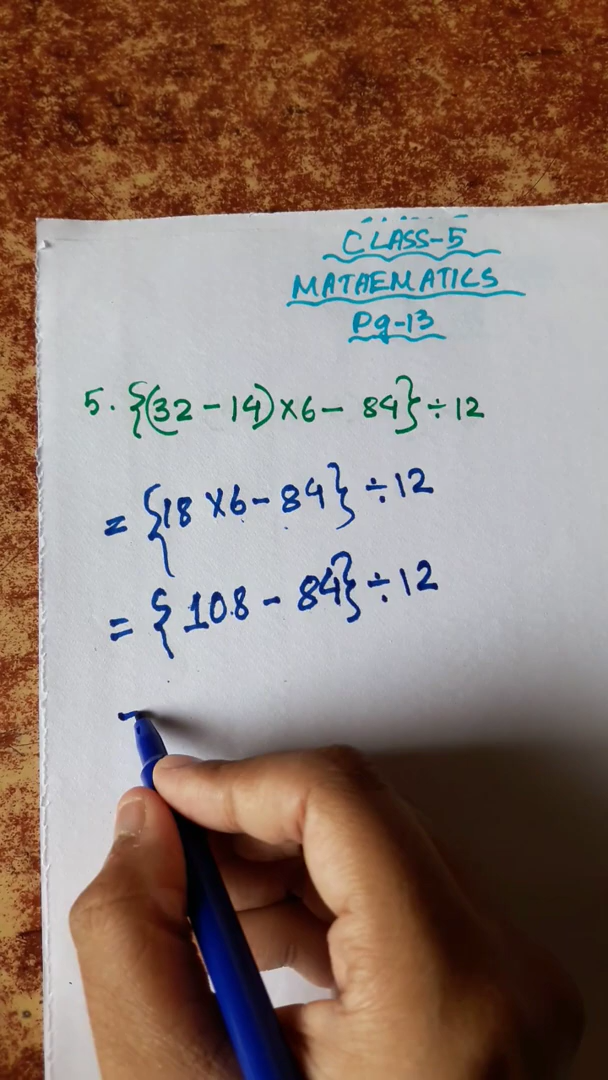 CLASS-5
MATHEMATICS
Pg-13
5. {(32-14)×6-84}÷12
= {18×6-84}÷12
= {108-84}÷12